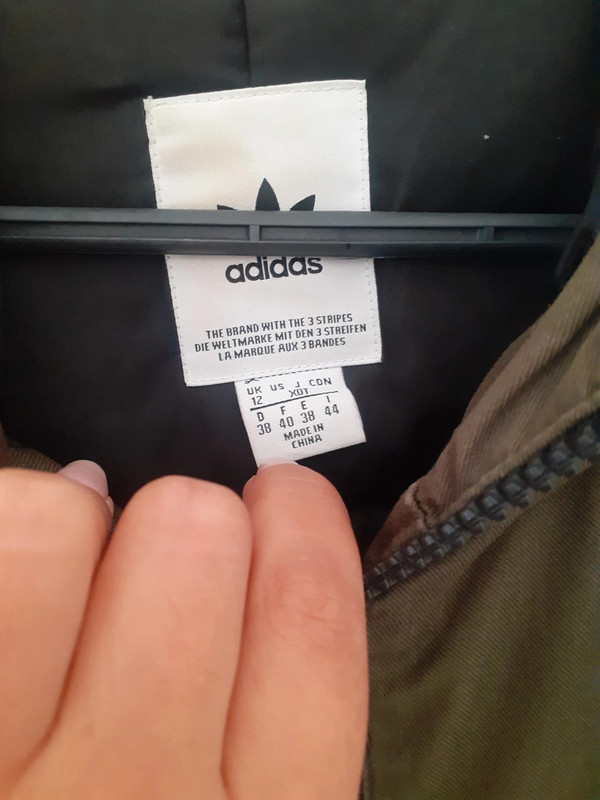 adidas
THE BRAND WITH THE 3 STRIPES
DIE WELTMARKE MIT DEN 3 STREIFEN
LA MARQUE AUX 3 BANDES
UK US J CDN
12 XOT
D F E I
38 40 38 44
MADE IN
CHINA